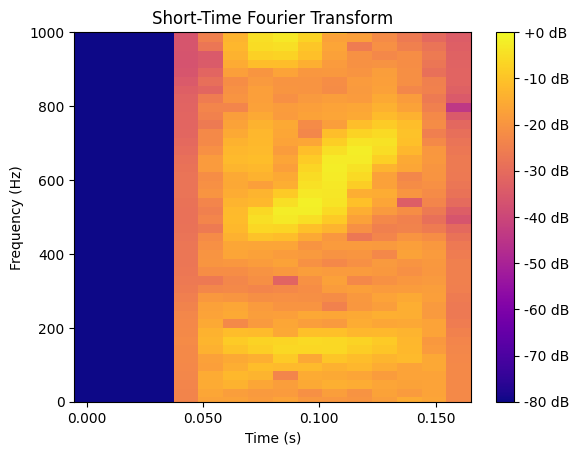 Short-Time Fourier Transform
1000
800
600
400
200
0
Frequency (Hz)
0.000
0.050
0.100
0.150
Time (s)
+0 dB
-10 dB
-20 dB
-30 dB
-40 dB
-50 dB
-60 dB
-70 dB
-80 dB